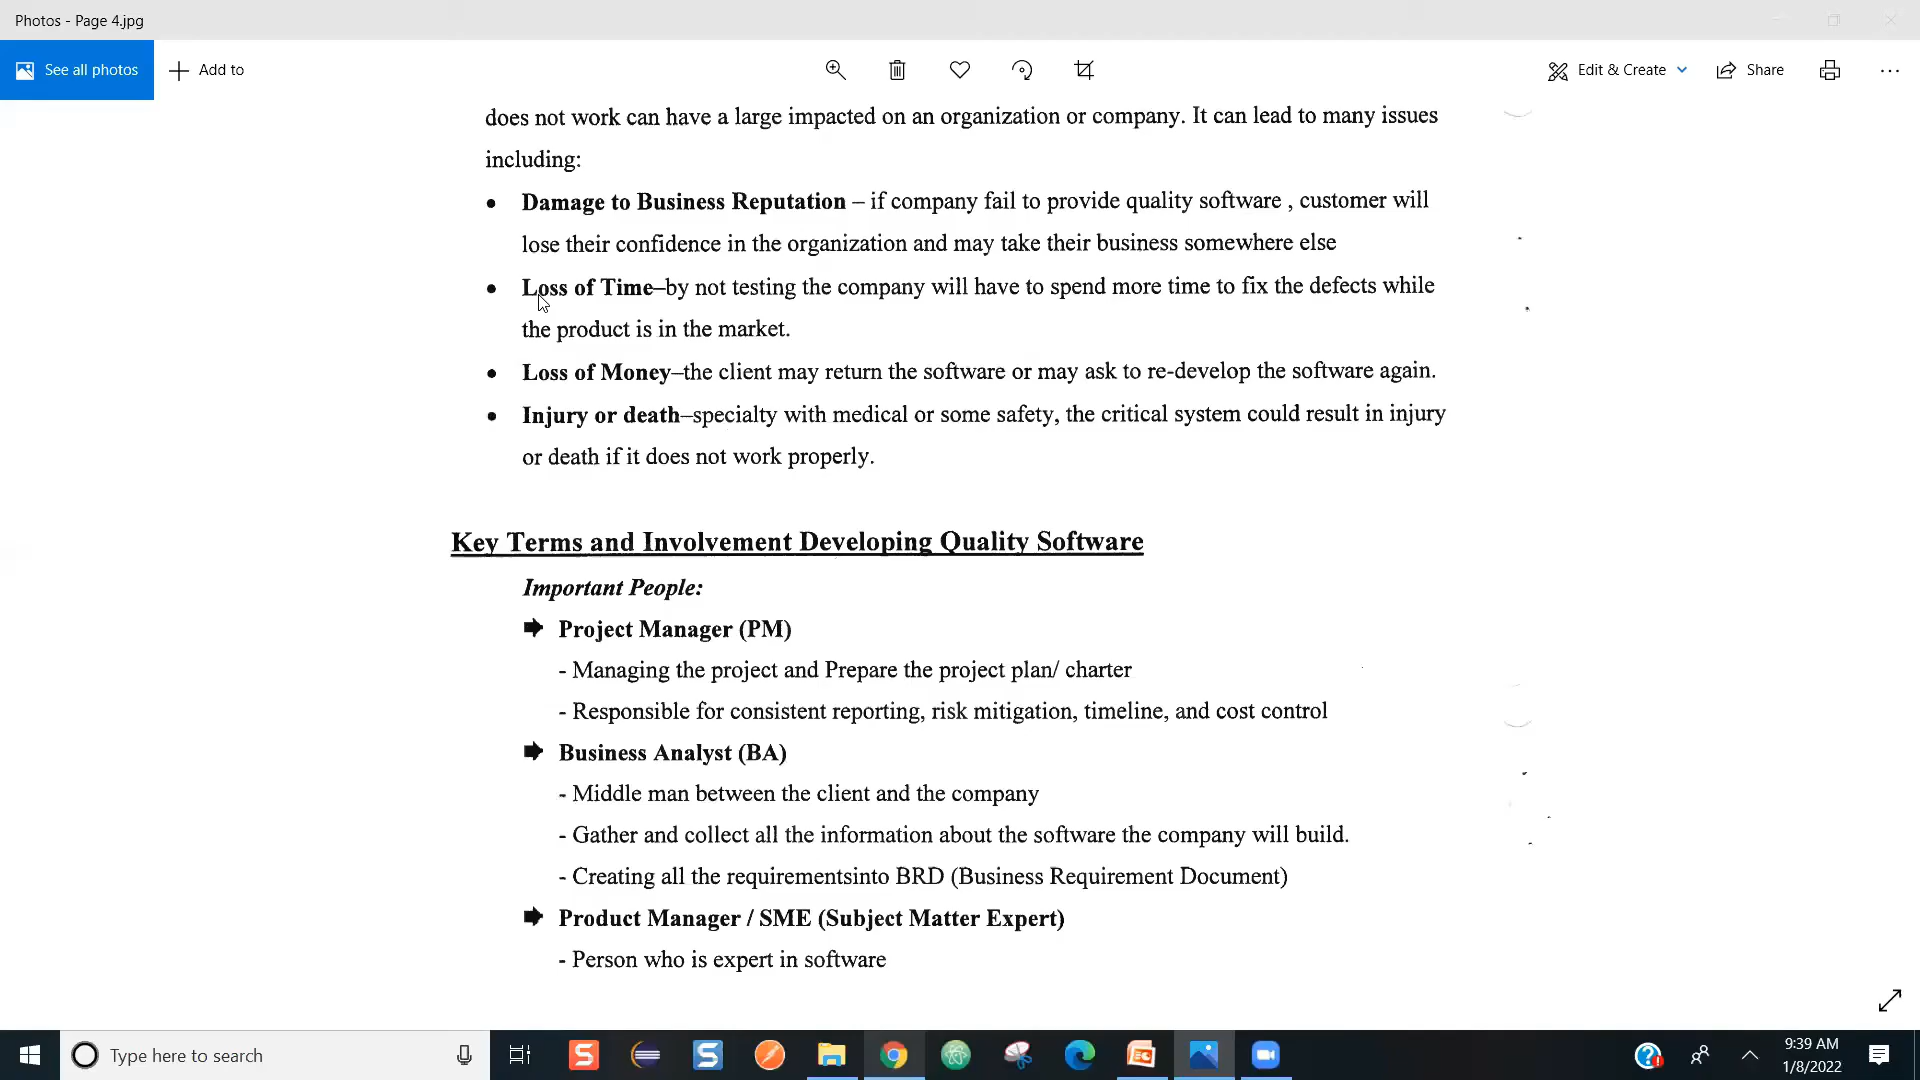 Photos - Page 4.jpg
See all photos
Add to
Edit & Create
Share
does not work can have a large impacted on an organization or company. It can lead to many issues
including:
• Damage to Business Reputation – if company fail to provide quality software , customer will
lose their confidence in the organization and may take their business somewhere else
• Loss of Time–by not testing the company will have to spend more time to fix the defects while
the product is in the market.
• Loss of Money–the client may return the software or may ask to re-develop the software again.
• Injury or death–specialty with medical or some safety, the critical system could result in injury
or death if it does not work properly.
Key Terms and Involvement Developing Quality Software
Important People:
Project Manager (PM)
- Managing the project and Prepare the project plan/ charter
- Responsible for consistent reporting, risk mitigation, timeline, and cost control
Business Analyst (BA)
- Middle man between the client and the company
- Gather and collect all the information about the software the company will build.
- Creating all the requirementsinto BRD (Business Requirement Document)
Product Manager / SME (Subject Matter Expert)
- Person who is expert in software
Type here to search
9:39 AM
1/8/2022